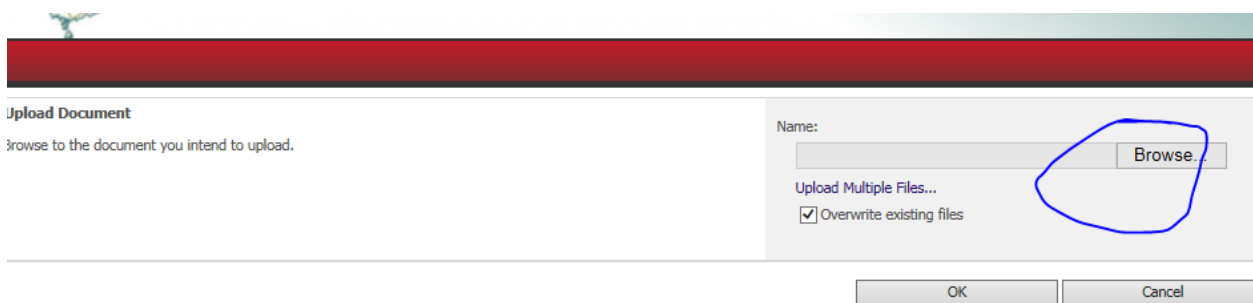 Upload Document
Browse to the document you intend to upload.
Name:
Browse...
Upload Multiple Files...
Overwrite existing files
OK
Cancel